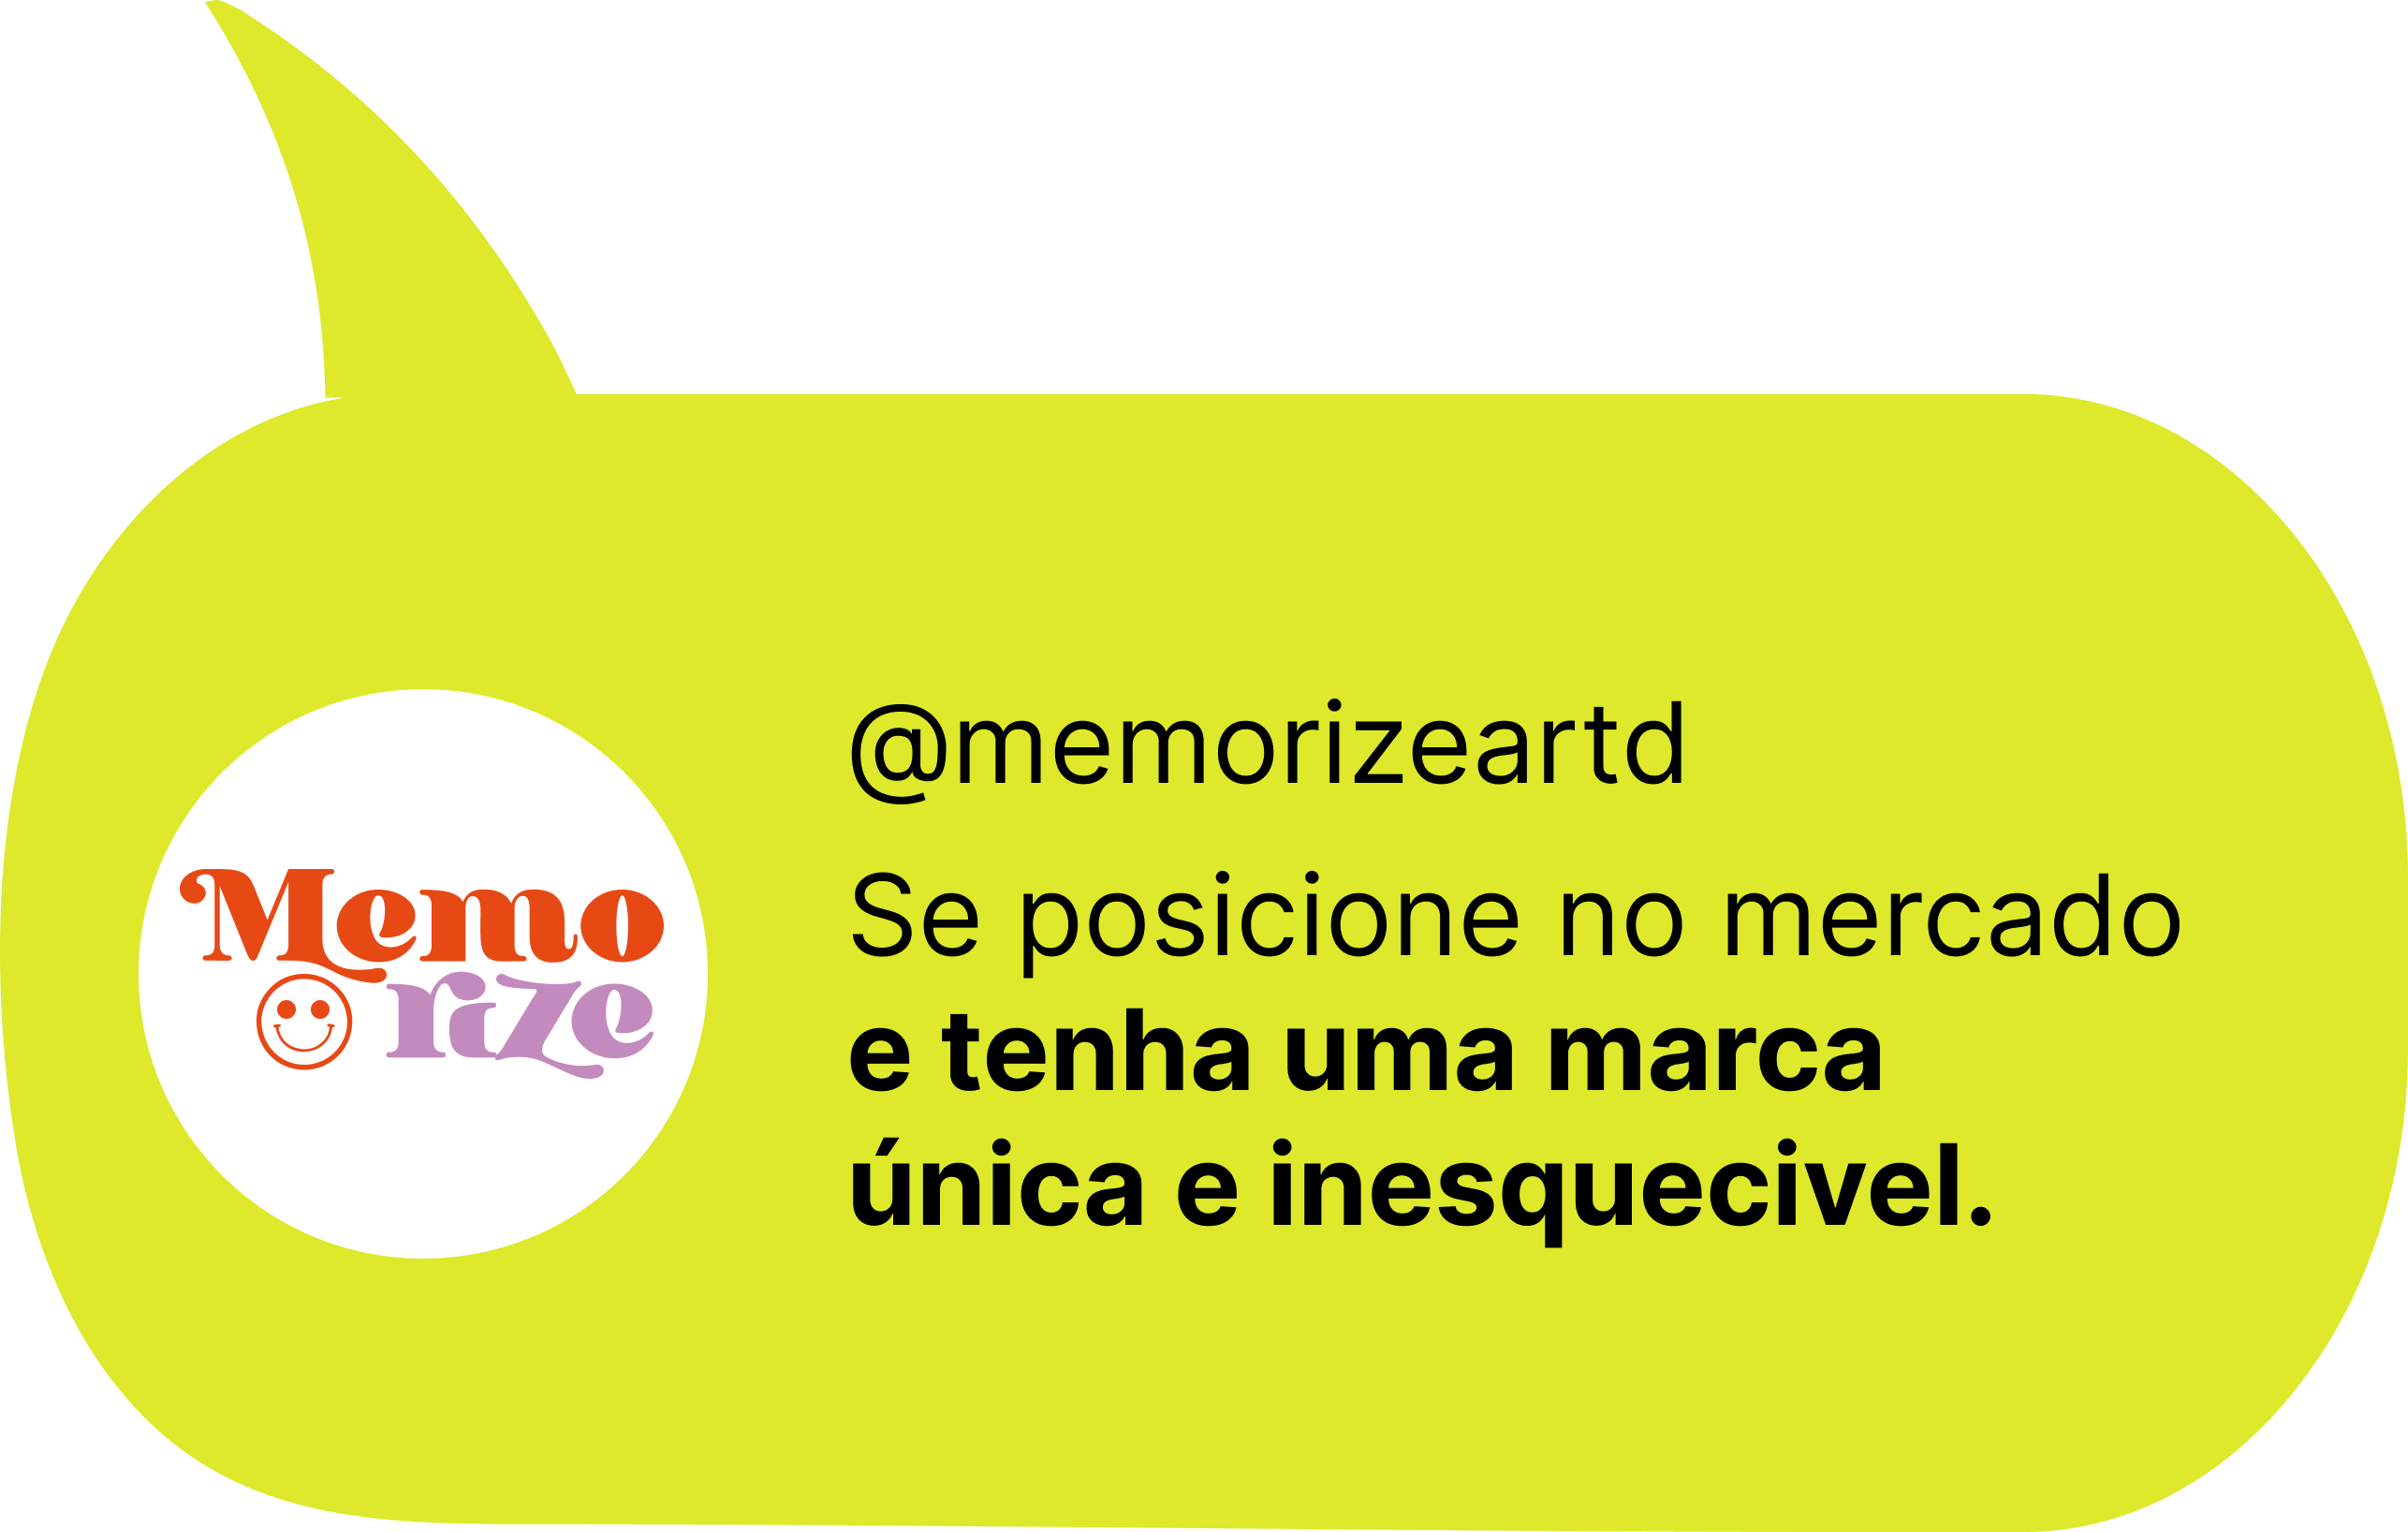 @memorizeartd
Se posicione no mercado
e tenha uma marca
única e inesquecivel.
Memo
rize